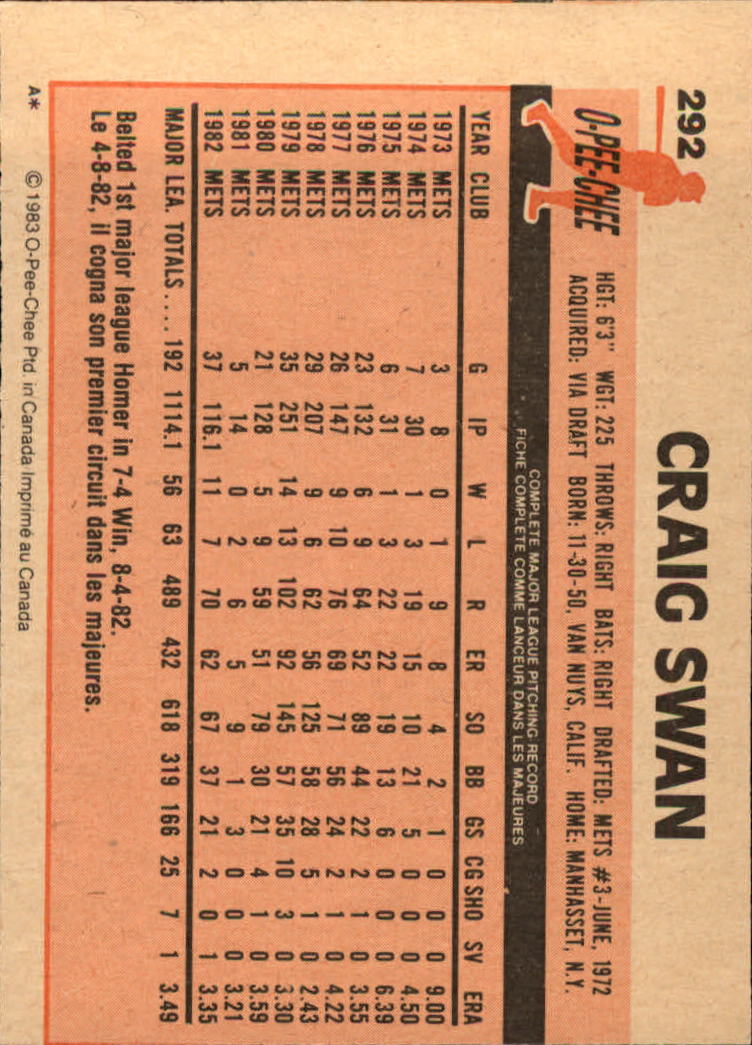 292
CRAIG SWAN
O-PEE-CHEE
HGT: 6'3" WGT: 225 THROWS: RIGHT BATS: RIGHT DRAFTED: METS #3-JUNE, 1972
ACQUIRED: VIA DRAFT BORN: 11-30-50, VAN NUYS, CALIF. HOME: MANHASSET, N.Y.
COMPLETE MAJOR LEAGUE PITCHING RECORD
FICHE COMPLETE COMME LANCEUR DANS LES MAJEURES
YEAR CLUB G IP W L R ER SO BB GS CG SHO SV ERA
1973 METS 3 8 0 1 9 8 4 2 1 0 0 0 9.00
1974 METS 7 30 1 3 19 15 10 21 5 0 0 0 4.50
1975 METS 6 31 1 3 22 22 19 13 6 0 0 0 6.39
1976 METS 23 132 6 9 64 52 89 44 22 2 1 0 3.55
1977 METS 26 147 9 10 76 69 71 56 24 2 1 0 4.22
1978 METS 29 207 9 6 62 56 125 58 28 5 1 0 2.43
1979 METS 35 251 14 13 102 92 145 57 35 10 3 0 3.30
1980 METS 21 128 5 9 59 51 79 30 21 4 1 0 3.59
1981 METS 5 14 0 2 6 5 9 1 3 0 0 0 3.21
1982 METS 37 116.1 11 7 70 62 67 37 21 2 0 1 3.35
MAJOR LEA. TOTALS.... 192 1114.1 56 63 489 432 618 319 166 25 7 1 3.49
Belted 1st major league Homer in 7-4 Win, 8-4-82.
Le 4-8-82, il cogna son premier circuit dans les majeures.
A* © 1983 O-Pee-Chee Ptd. in Canada Imprimé au Canada